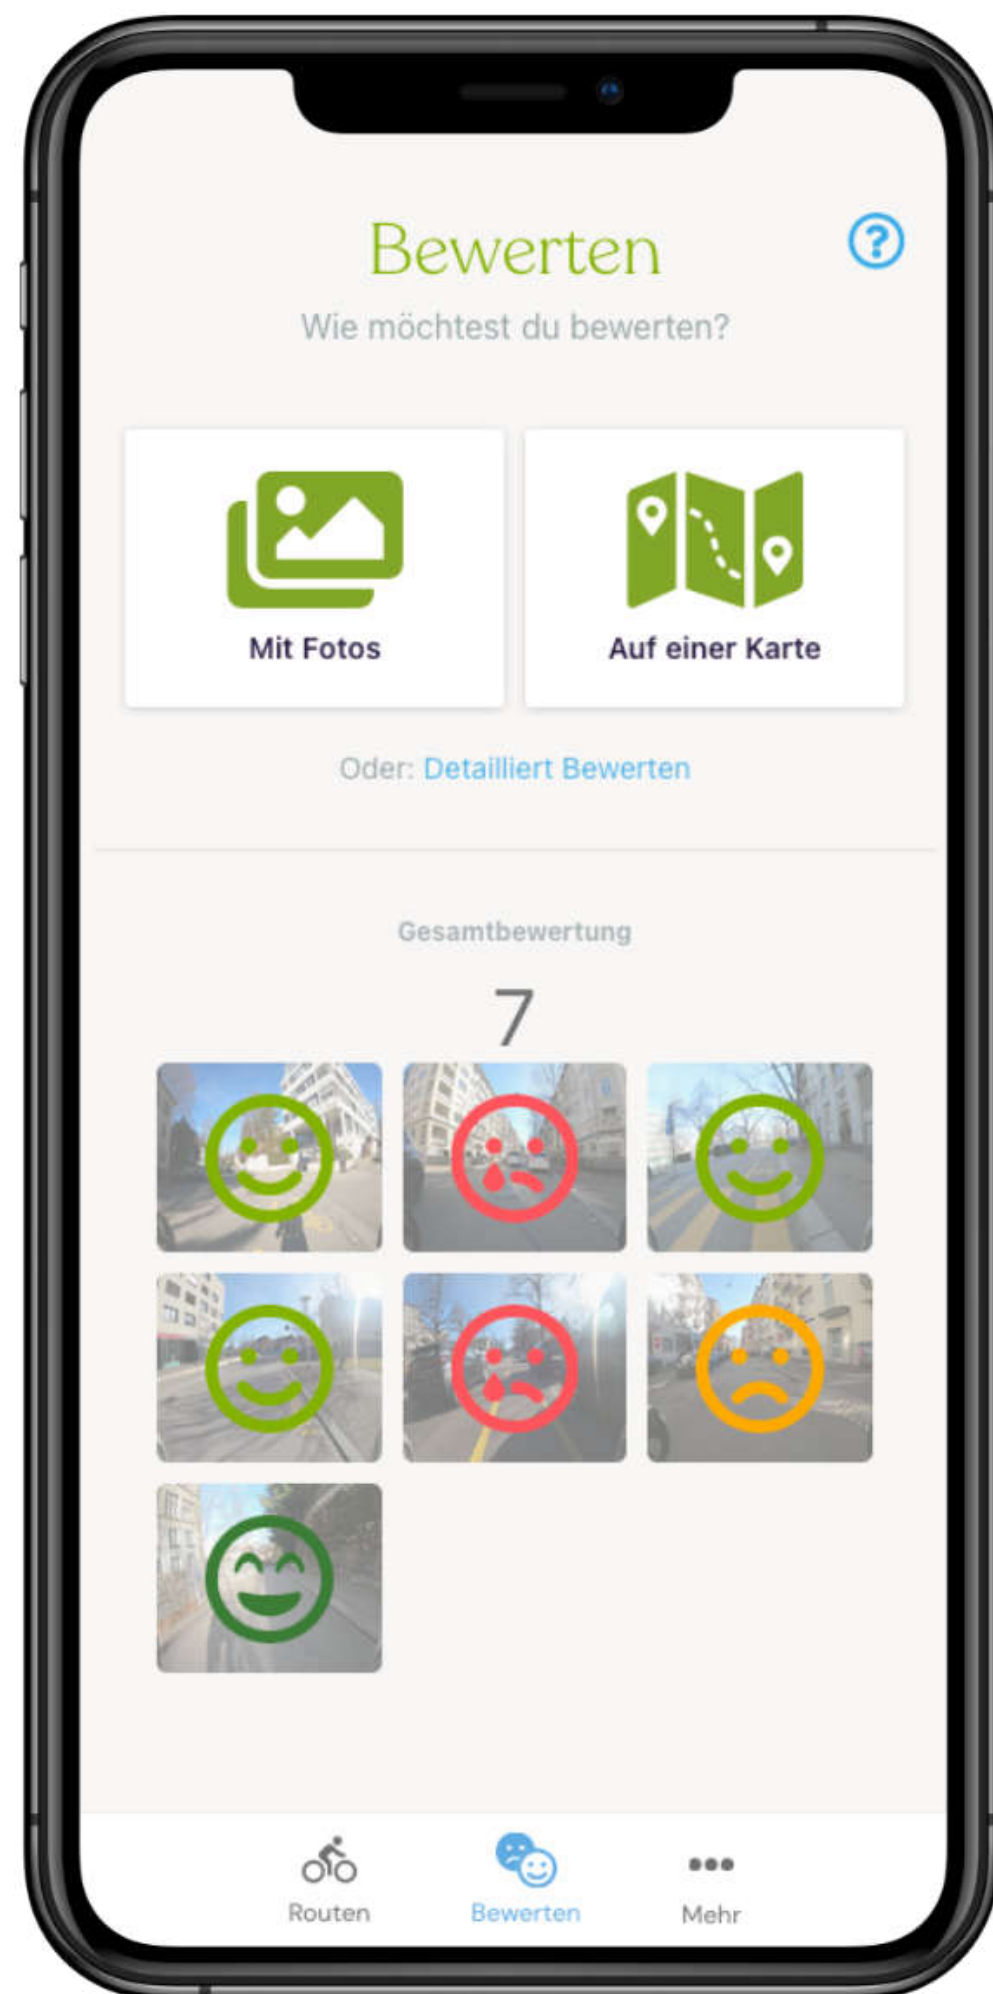 Bewerten
Wie möchtest du bewerten?
Mit Fotos
Auf einer Karte
Oder: Detailliert Bewerten
Gesamtbewertung
7
Routen
Bewerten
Mehr